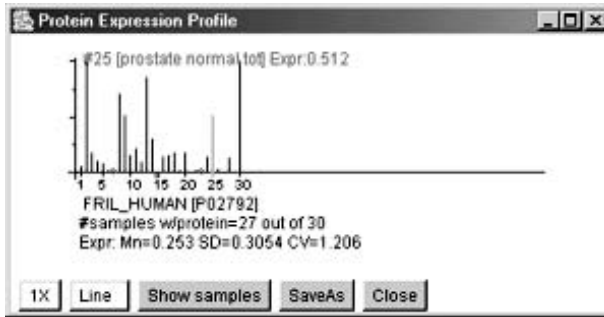 Protein Expression Profile
#25 [prostate normal tot] Expr:0.512
1 5 10 15 20 25 30
FRIL_HUMAN [P02792]
#samples w/protein=27 out of 30
Expr: Mn=0.253 SD=0.3054 CV=1.206
1X Line Show samples SaveAs Close